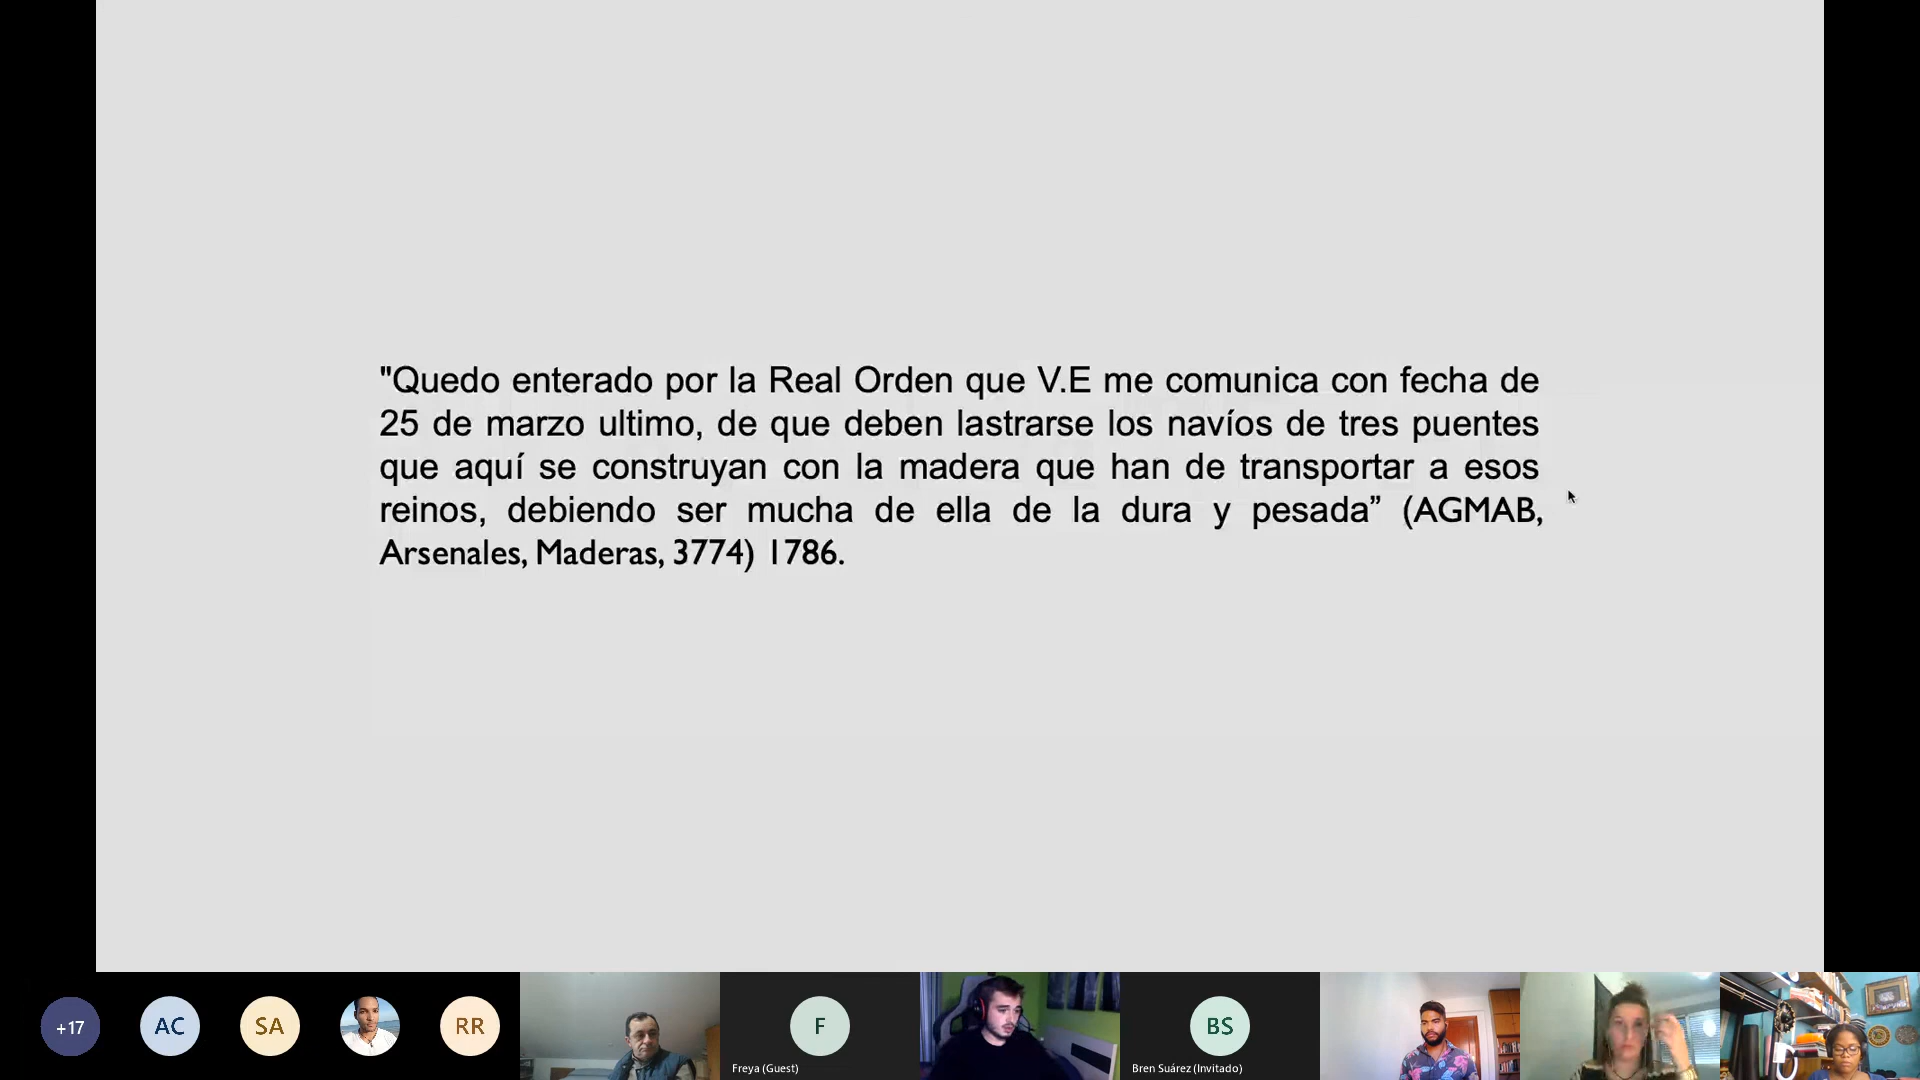 "Quedo enterado por la Real Orden que V.E me comunica con fecha de
25 de marzo ultimo, de que deben lastrarse los navíos de tres puentes
que aquí se construyan con la madera que han de transportar a esos
reinos, debiendo ser mucha de ella de la dura y pesada” (AGMAB,
Arsenales, Maderas, 3774) 1786.
+17
AC
SA
RR
F
Freya (Guest)
BS
Bren Suárez (Invitado)